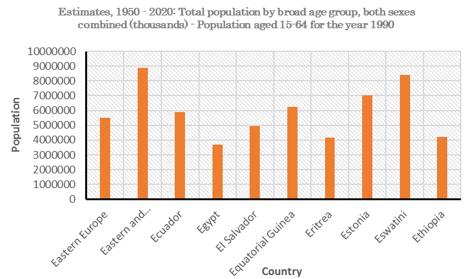 Estimates, 1950 - 2020: Total population by broad age group, both sexes
combined (thousands) - Population aged 15-64 for the year 1990
10000000
9000000
8000000
7000000
6000000
5000000
4000000
3000000
2000000
1000000
0
Population
Eastern Europe
Eastern and...
Ecuador
Egypt
El Salvador
Equatorial Guinea
Eritrea
Estonia
Eswatini
Ethiopia
Country